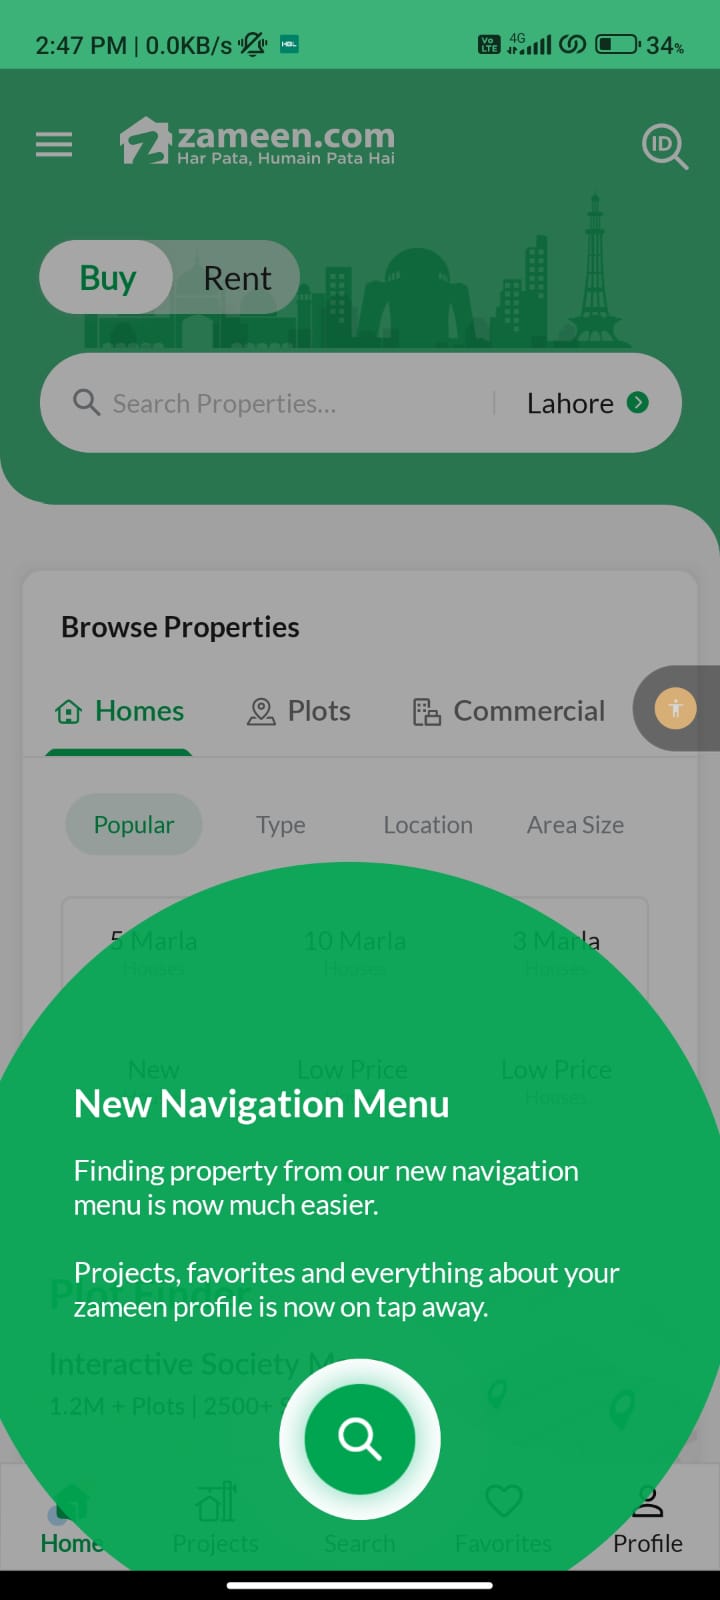 2:47 PM | 0.0KB/s HBL Vo LTE 4G 34%
zameen.com
Har Pata, Humain Pata Hai
ID
Buy Rent
Search Properties... Lahore
Browse Properties
Homes Plots Commercial
Popular Type Location Area Size
5 Marla 10 Marla 3 Marla
Houses Houses Houses
New Low Price Low Price
Houses
New Navigation Menu
Finding property from our new navigation
menu is now much easier.
Projects, favorites and everything about your
zameen profile is now on tap away.
Plot Finder
Interactive Society
1.2M + Plots | 2500+
Home Projects Search Favorites Profile